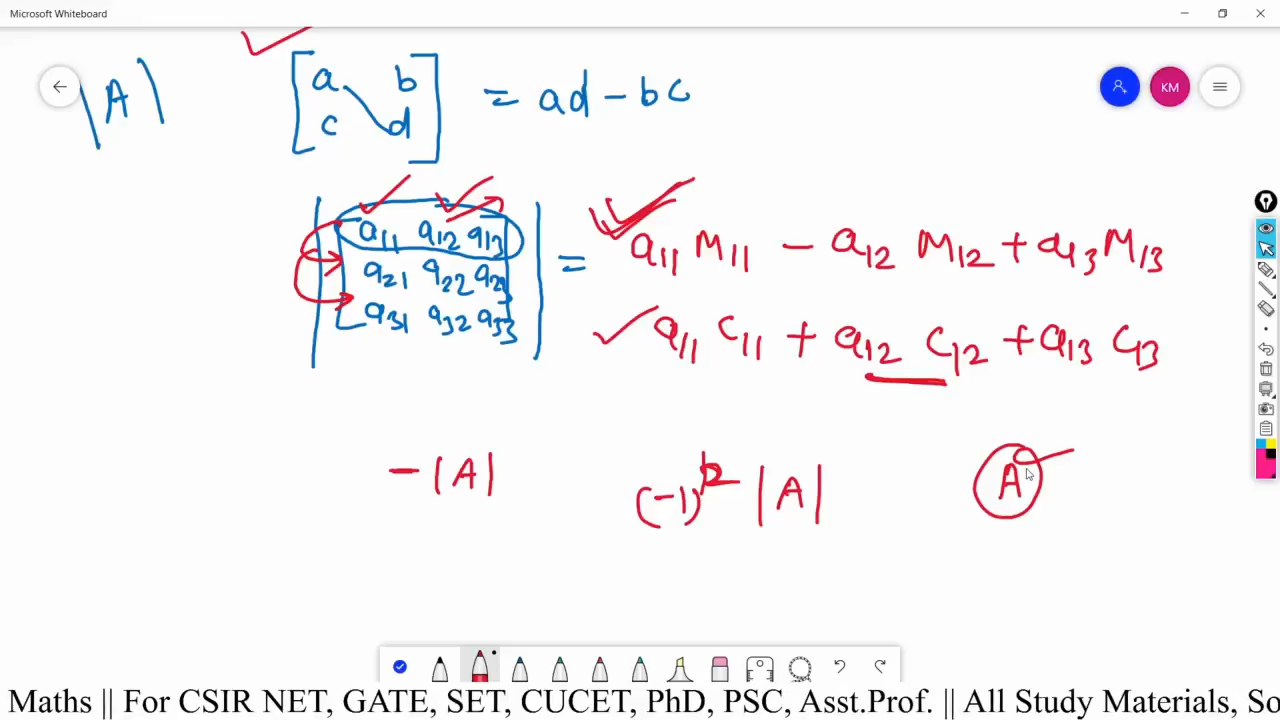 Microsoft Whiteboard
KM
|A| [a b c d] = ad - bc
|a11 a12 a13| = a11 M11 - a12 M12 + a13 M13
a21 a22 a23
a31 a32 a33
a11 C11 + a12 C12 + a13 C13
-|A| (-1) |A| A
Maths || For CSIR NET, GATE, SET, CUCET, PhD, PSC, Asst.Prof. || All Study Materials, So